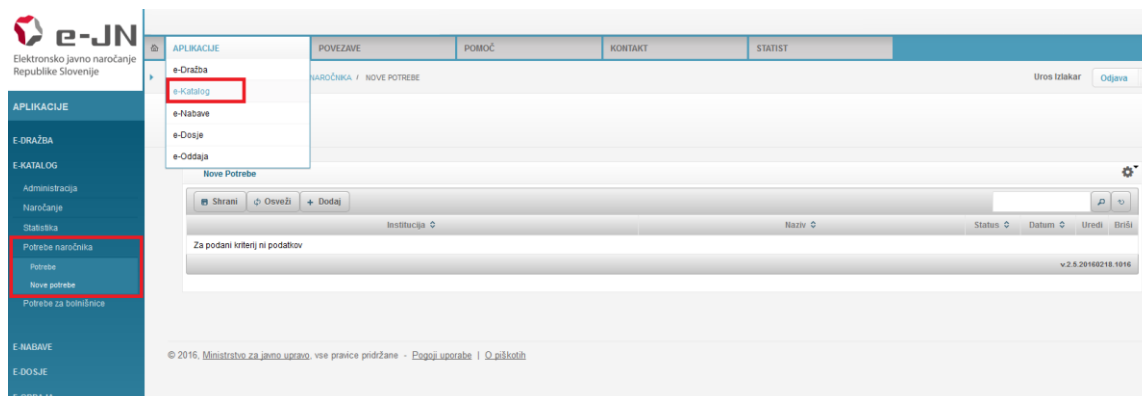 e-JN
Elektronsko javno naročanje
Republike Slovenije
APLIKACIJE
E-DRAŽBA
E-KATALOG
Administracija
Naročanje
Statistika
Potrebe naročnika
Potrebe
Nove potrebe
Potrebe za bolnišnice
E-NABAVE
E-DOSJE
E-ODDAJA
APLIKACIJE POVEZAVE POMOČ KONTAKT STATIST
e-Dražba
e-Katalog
e-Nabave
e-Dosje
e-Oddaja
NAROČNIKA / NOVE POTREBE
Uros Izlakar Odjava
Nove Potrebe
Shrani Osveži + Dodaj
Institucija Naziv Status Datum Uredi Briši
Za podani kriterij ni podatkov
v.2.5.20160218.1016
© 2016, Ministrstvo za javno upravo, vse pravice pridržane - Pogoji uporabe | O piškotih